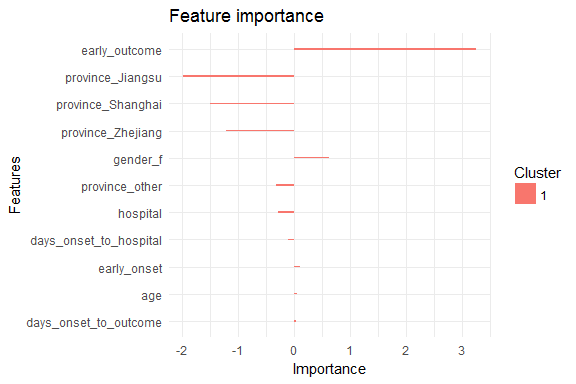 Feature importance
early_outcome
province_Jiangsu
province_Shanghai
province_Zhejiang
gender_f
province_other
hospital
days_onset_to_hospital
early_onset
age
days_onset_to_outcome
Features
-2 -1 0 1 2 3
Importance
Cluster
1